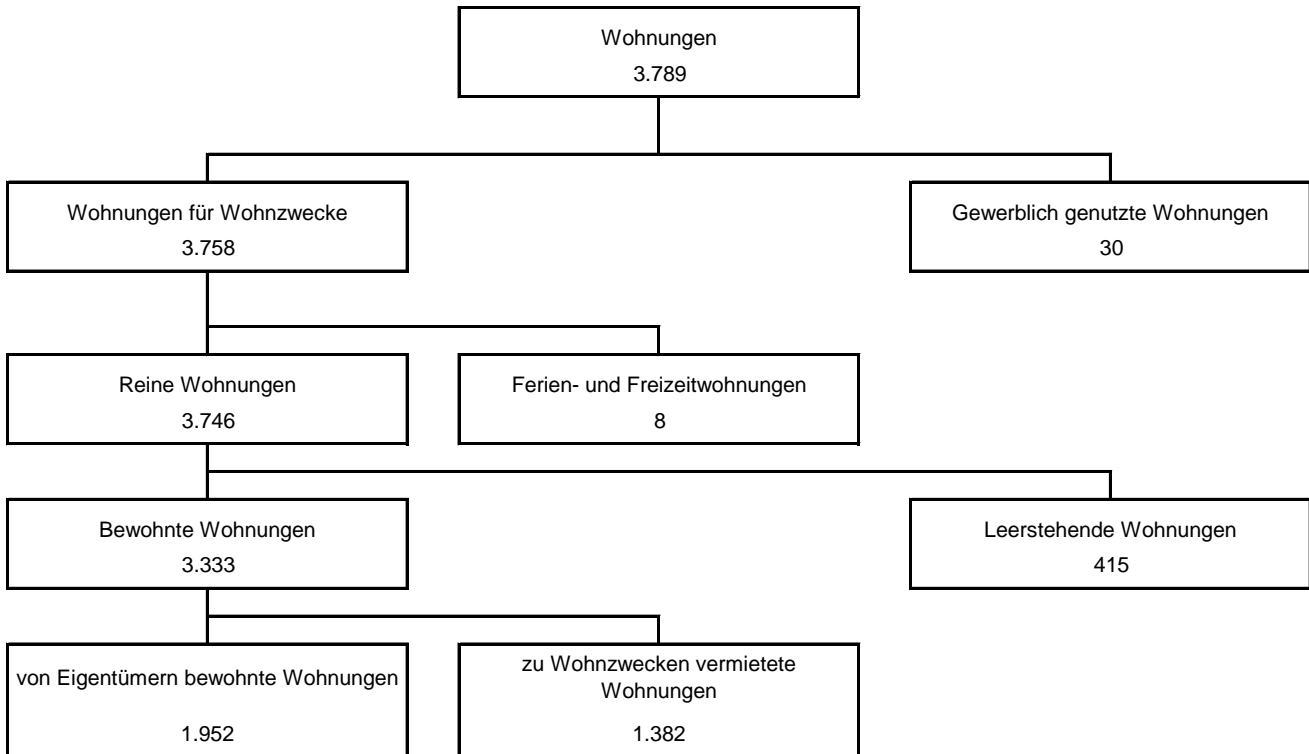 Wohnungen
3.789
Wohnungen für Wohnzwecke
3.758
Gewerblich genutzte Wohnungen
30
Reine Wohnungen
3.746
Ferien- und Freizeitwohnungen
8
Bewohnte Wohnungen
3.333
Leerstehende Wohnungen
415
von Eigentümern bewohnte Wohnungen
1.952
zu Wohnzwecken vermietete
Wohnungen
1.382